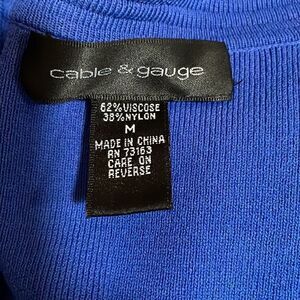 cable & gauge
62% VISCOSE
38% NYLON
M
MADE IN CHINA
RN 73163
CARE ON
REVERSE